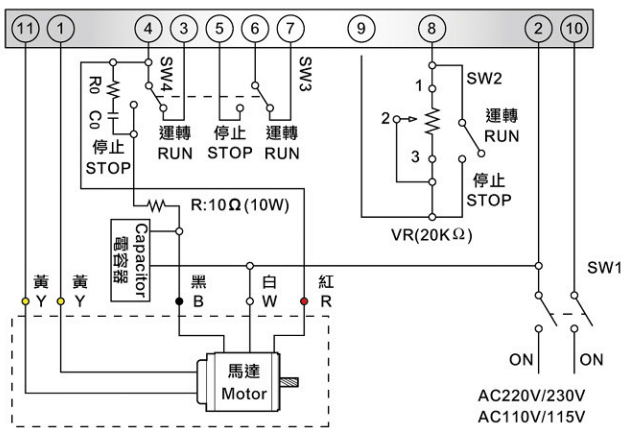 11 1 4 3 5 6 7 9 8 2 10
SW4
SW3
R0
C0
停止
STOP
運轉
RUN
停止
STOP
運轉
RUN
1
2
3
SW2
運轉
RUN
停止
STOP
VR(20KΩ)
R:10Ω(10W)
Capacitor
電容器
SW1
黃
Y
黃
Y
黑
B
白
W
紅
R
馬達
Motor
ON
ON
AC220V/230V
AC110V/115V